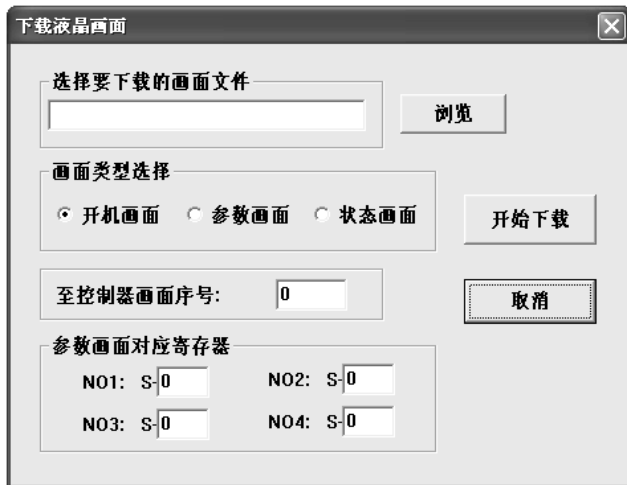 下载液晶画面
选择要下载的画面文件
浏览
画面类型选择
开机画面 参数画面 状态画面
开始下载
至控制器画面序号: 0
取消
参数画面对应寄存器
NO1: S-0 NO2: S-0
NO3: S-0 NO4: S-0